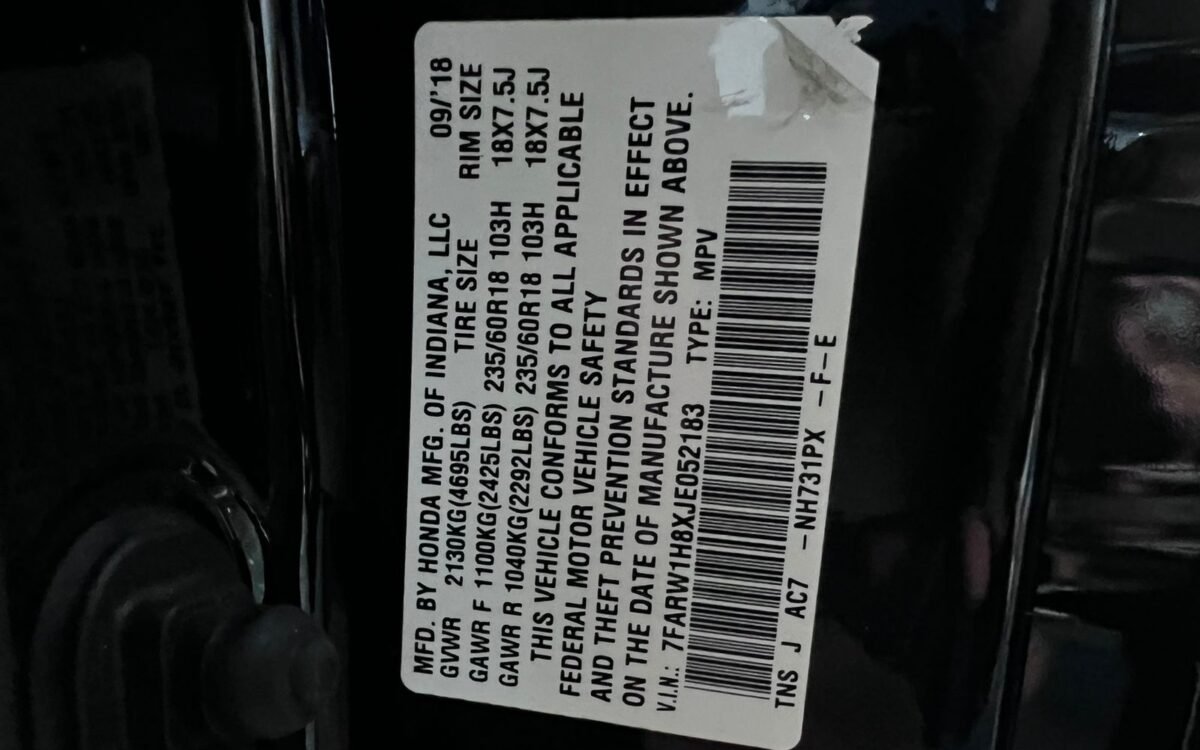 MFD. BY HONDA MFG. OF INDIANA, LLC 09/'18
GVWR 2130KG(4695LBS) TIRE SIZE RIM SIZE
GAWR F 1100KG(2425LBS) 235/60R18 103H 18X7.5J
GAWR R 1040KG(2292LBS) 235/60R18 103H 18X7.5J
THIS VEHICLE CONFORMS TO ALL APPLICABLE
FEDERAL MOTOR VEHICLE SAFETY
AND THEFT PREVENTION STANDARDS IN EFFECT
ON THE DATE OF MANUFACTURE SHOWN ABOVE.
V.I.N.: 7FARW1H8XJE052183 TYPE: MPV
TNS J AC7 -NH731PX -F-E